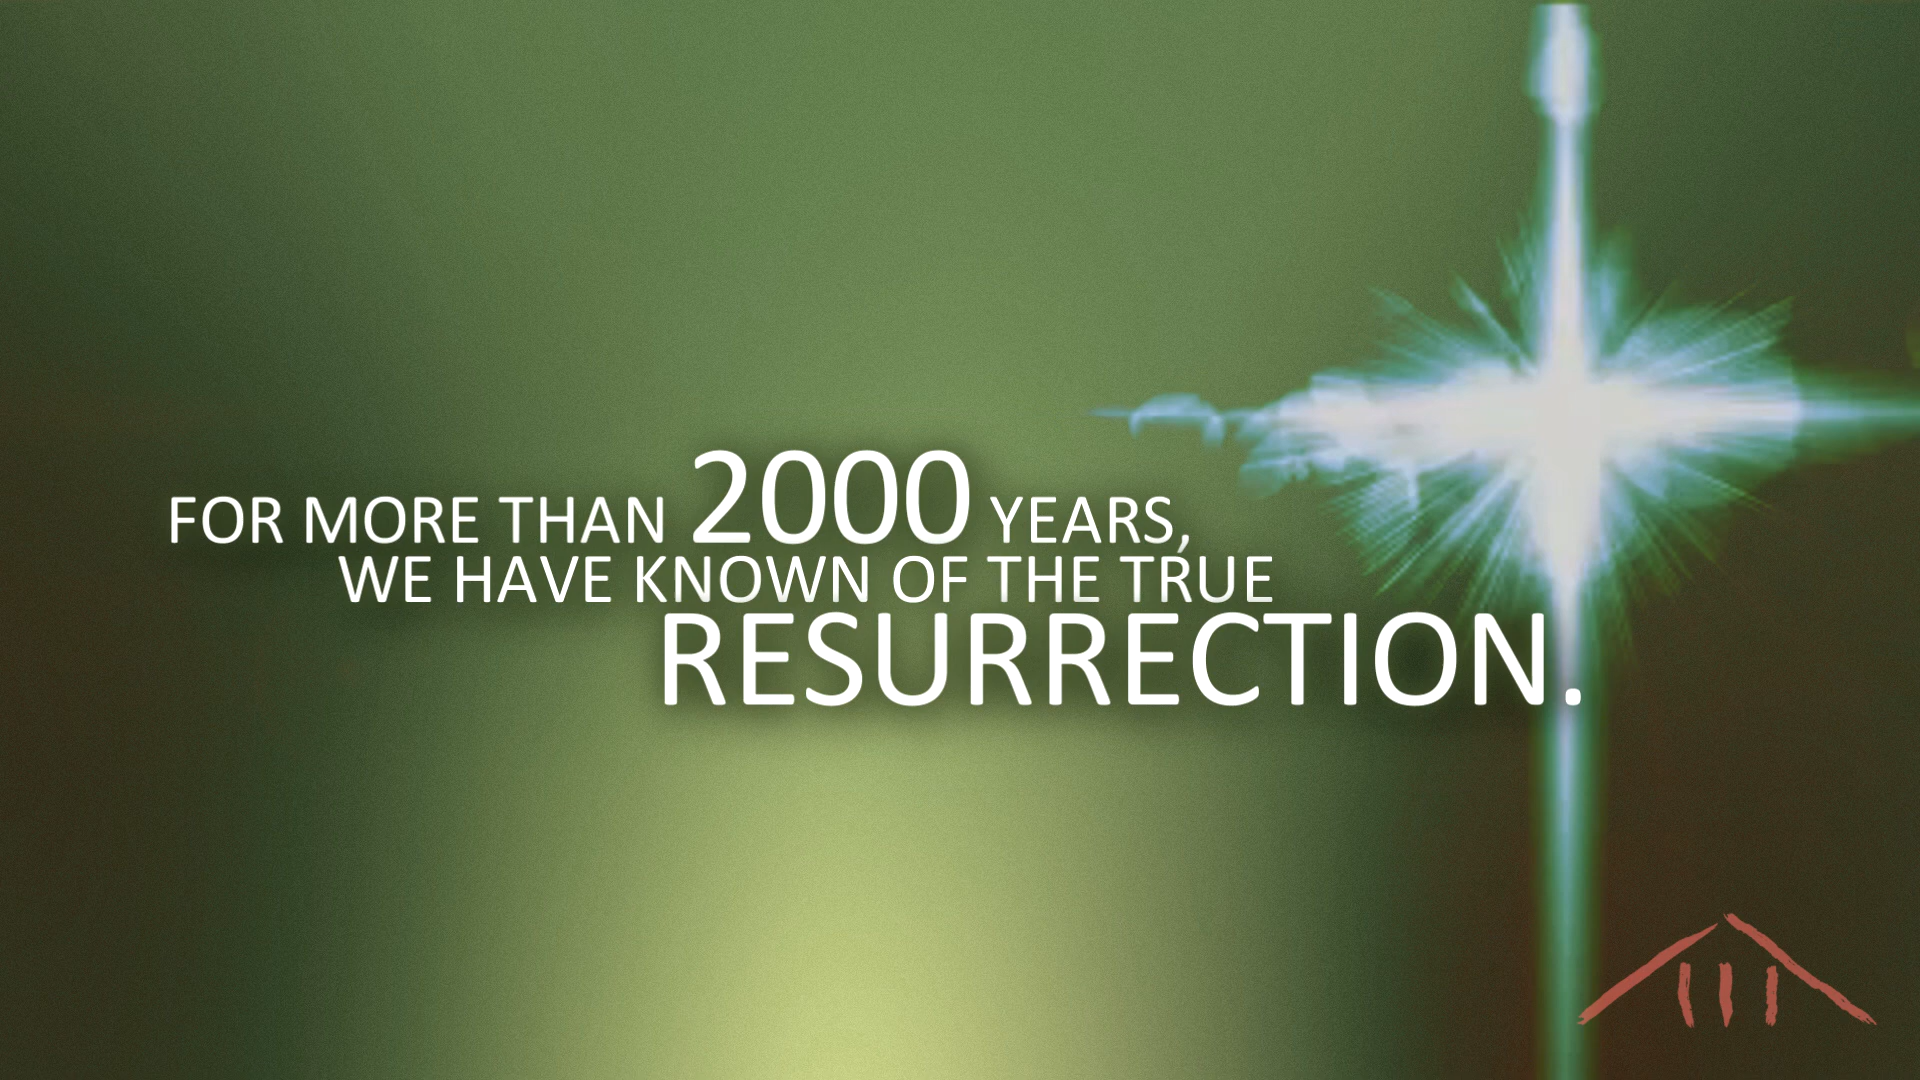 FOR MORE THAN 2000 YEARS,
WE HAVE KNOWN OF THE TRUE
RESURRECTION.